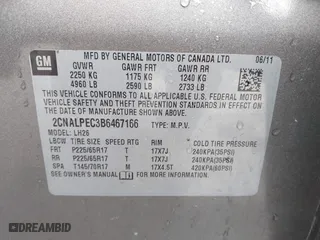 GM
MFD BY GENERAL MOTORS OF CANADA LTD.
06/11
GVWR GAWR FRT GAWR RR
2250 KG 1175 KG 1240 KG
4960 LB 2590 LB 2733 LB
THIS VEHICLE CONFORMS TO ALL APPLICABLE U.S. FEDERAL MOTOR
VEHICLE SAFETY AND THEFT PREVENTION STANDARDS IN EFFECT ON
THE DATE OF MANUFACTURE SHOWN ABOVE.
2CNALPEC3B6467166 TYPE: M.P.V.
MODEL: LH26
TIRE SIZE SPEED RTG RIM COLD TIRE PRESSURE
FRT P225/65R17 T 17X7J 240KPA(35PSI)
RR P225/65R17 T 17X7J 240KPA(35PSI)
SPA T145/70R17 M 17X4.5T 420KPA(60PSI)
SEE OWNER'S MANUAL FOR ADDITIONAL INFORMATION.
AutoBidMaster